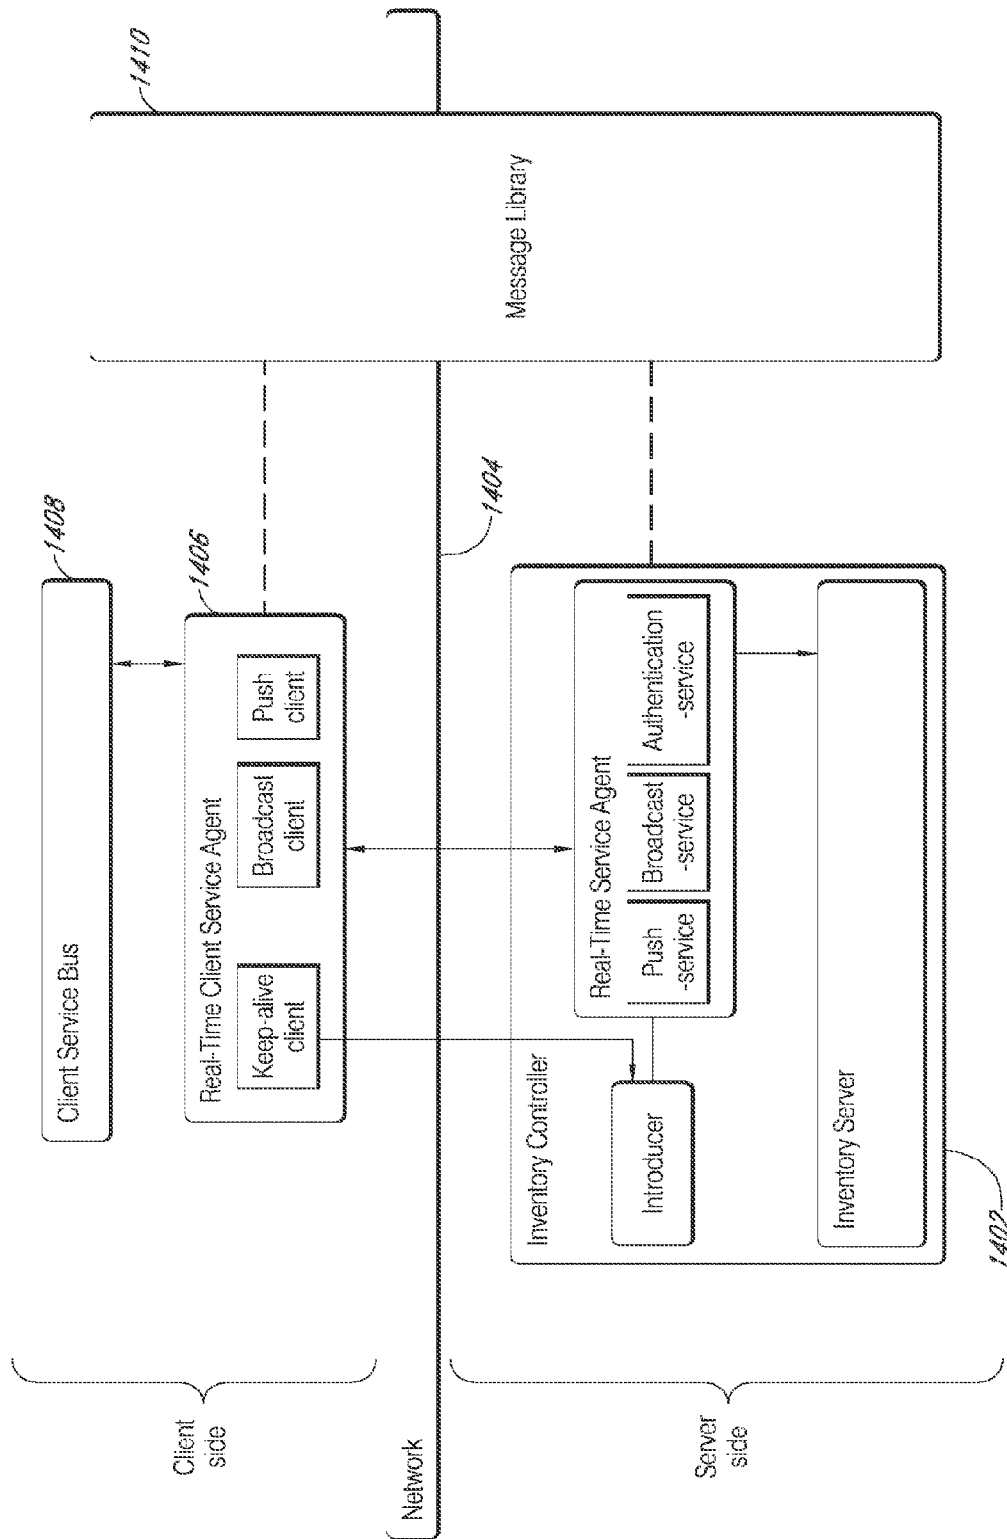 Client Service Bus
1408
Real-Time Client Service Agent
1406
Keep-alive
client
Broadcast
client
Push
client
Client
side
Network
1404
Message Library
1410
Server
side
Inventory Controller
Introducer
Real-Time Service Agent
Push
-service
Broadcast
-service
Authentication
-service
Inventory Server
1402